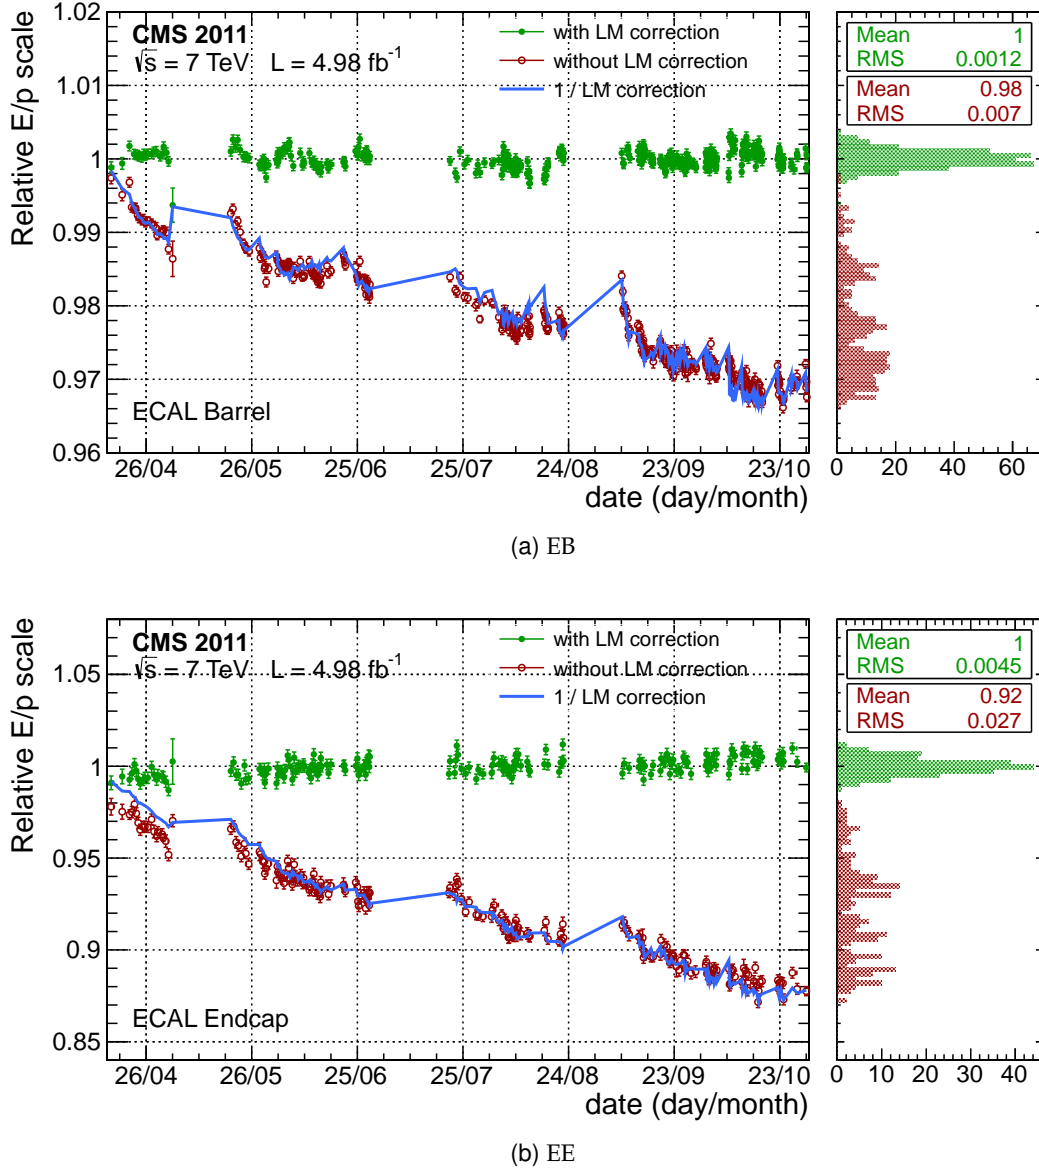 CMS 2011
√s = 7 TeV L = 4.98 fb⁻¹
with LM correction
without LM correction
1 / LM correction
Mean 1
RMS 0.0012
Mean 0.98
RMS 0.007
Relative E/p scale
1.02
1.01
1
0.99
0.98
0.97
0.96
ECAL Barrel
26/04 26/05 25/06 25/07 24/08 23/09 23/10
0 20 40 60
date (day/month)
(a) EB
CMS 2011
√s = 7 TeV L = 4.98 fb⁻¹
with LM correction
without LM correction
1 / LM correction
Mean 1
RMS 0.0045
Mean 0.92
RMS 0.027
Relative E/p scale
1.05
1
0.95
0.9
0.85
ECAL Endcap
26/04 26/05 25/06 25/07 24/08 23/09 23/10
0 10 20 30 40
date (day/month)
(b) EE